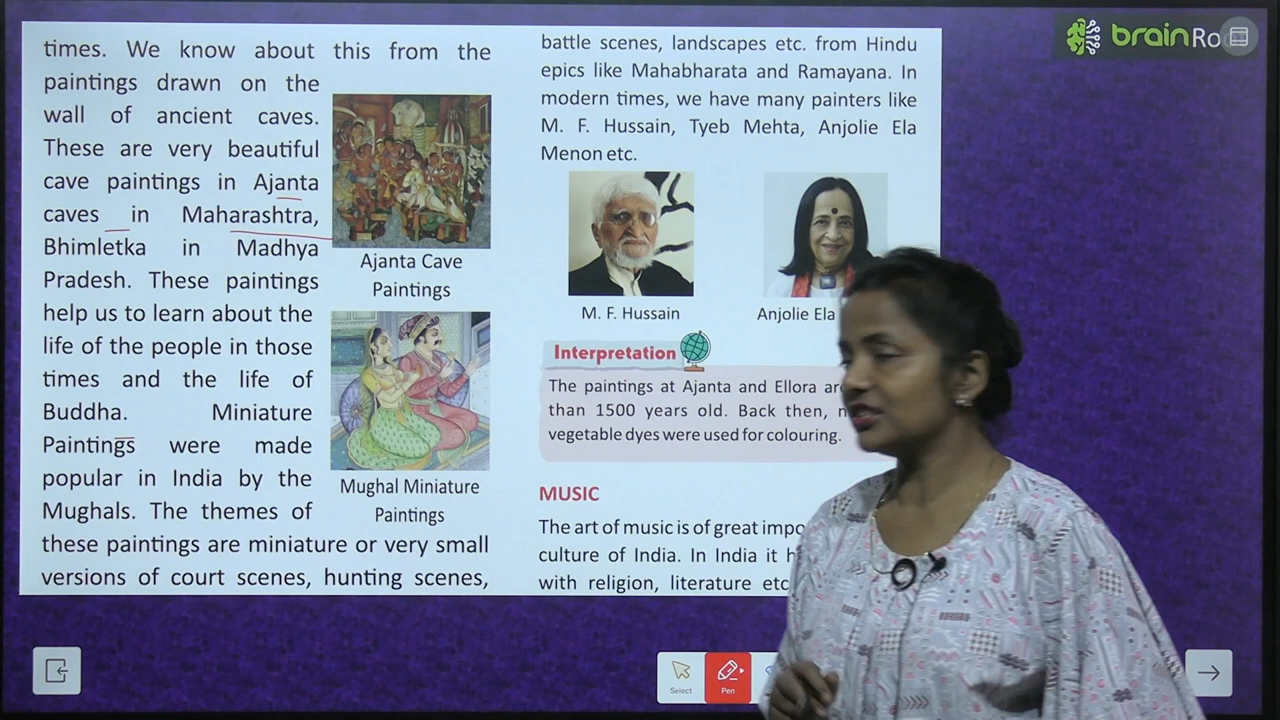 times. We know about this from the
paintings drawn on the
wall of ancient caves.
These are very beautiful
cave paintings in Ajanta
caves in Maharashtra,
Bhimletka in Madhya
Pradesh. These paintings
help us to learn about the
life of the people in those
times and the life of
Buddha. Miniature
Paintings were made
popular in India by the
Mughals. The themes of
these paintings are miniature or very small
versions of court scenes, hunting scenes,
Ajanta Cave
Paintings
Mughal Miniature
Paintings
battle scenes, landscapes etc. from Hindu
epics like Mahabharata and Ramayana. In
modern times, we have many painters like
M. F. Hussain, Tyeb Mehta, Anjolie Ela
Menon etc.
M. F. Hussain
Anjolie Ela
Interpretation
The paintings at Ajanta and Ellora
than 1500 years old. Back then,
vegetable dyes were used for colouring.
MUSIC
The art of music is of great
culture of India. In India it
with religion, literature
brain
Select
Pen